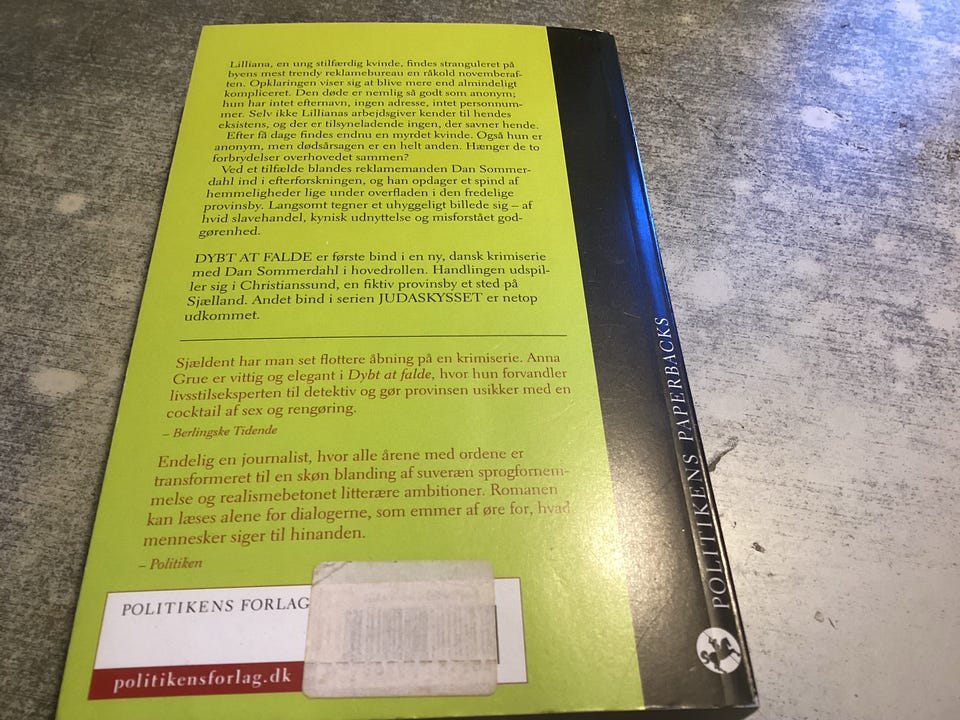 Lilliana, en ung stilfærdig kvinde, findes stranguleret på
byens mest trendy reklamebureau en råkold novemberaf-
ten. Opklaringen viser sig at blive mere end almindeligt
kompliceret. Den døde er nemlig så godt som anonym;
hun har intet efternavn, ingen adresse, intet personnum-
mer. Selv ikke Lillianas arbejdsgiver kender til hendes
eksistens, og der er tilsyneladende ingen, der savner hende.
Efter få dage findes endnu en myrdet kvinde. Også hun er
anonym, men dødsårsagen er en helt anden. Hænger de to
forbrydelser overhovedet sammen?
Ved et tilfælde blandes reklamemanden Dan Sommer-
dahl ind i efterforskningen, og han opdager et spind af
hemmeligheder lige under overfladen i den fredelige
provinsby. Langsomt tegner et uhyggeligt billede sig – af
hvid slavehandel, kynisk udnyttelse og misforstået god-
gørenhed.
DYBT AT FALDE er første bind i en ny, dansk krimiserie
med Dan Sommerdahl i hovedrollen. Handlingen udspil-
ler sig i Christianssund, en fiktiv provinsby et sted på
Sjælland. Andet bind i serien JUDASKYSSET er netop
udkommet.
Sjældent har man set flottere åbning på en krimiserie. Anna
Grue er vittig og elegant i Dybt at falde, hvor hun forvandler
livsstilseksperten til detektiv og gør provinsen usikker med en
cocktail af sex og rengøring.
– Berlingske Tidende
Endelig en journalist, hvor alle årene med ordene er
transformeret til en skøn blanding af suveræn sprogfornem-
melse og realismebetonet litterære ambitioner. Romanen
kan læses alene for dialogerne, som emmer af øre for, hvad
mennesker siger til hinanden.
– Politiken
POLITIKENS FORLAG
politikensforlag.dk
POLITIKENS PAPERBACKS